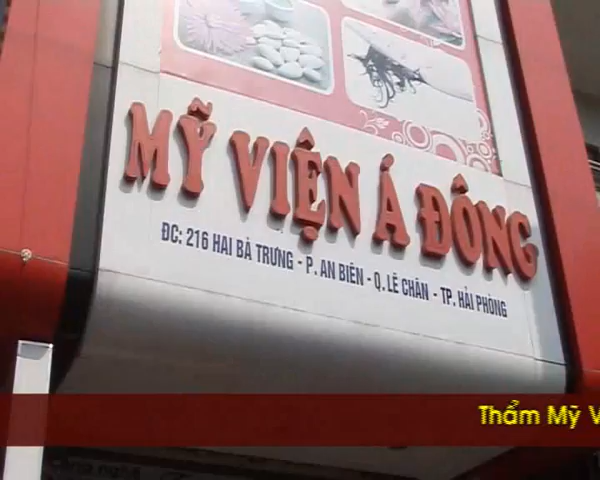 MỸ VIỆN Á ĐÔNG
ĐC: 216 HAI BÀ TRƯNG - P. AN BIÊN - Q. LÊ CHÂN - TP. HẢI PHÒNG
Thẩm Mỹ V